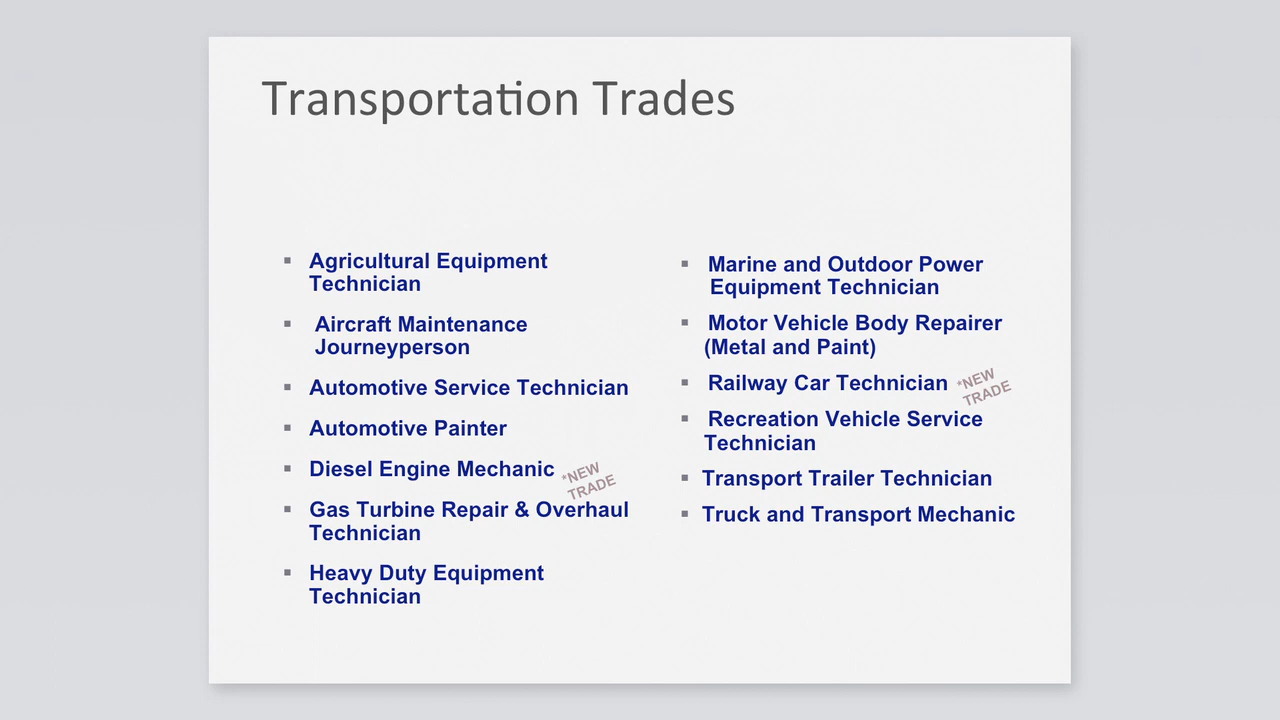 Transportation Trades
Agricultural Equipment
Technician
Aircraft Maintenance
Journeyperson
Automotive Service Technician
Automotive Painter
Diesel Engine Mechanic
*NEW
TRADE
Gas Turbine Repair & Overhaul
Technician
Heavy Duty Equipment
Technician
Marine and Outdoor Power
Equipment Technician
Motor Vehicle Body Repairer
(Metal and Paint)
Railway Car Technician
*NEW
TRADE
Recreation Vehicle Service
Technician
Transport Trailer Technician
Truck and Transport Mechanic